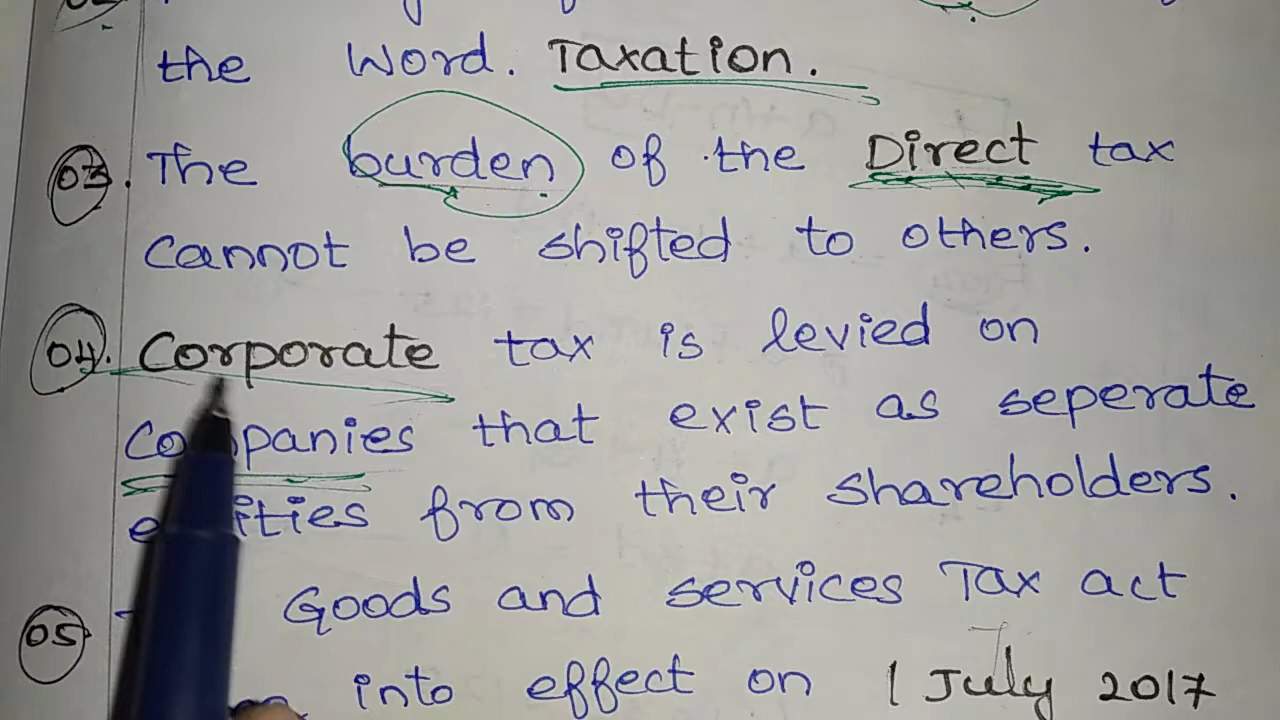 the Word. Taxation.
03. The burden of the Direct tax
cannot be shifted to others.
04. Corporate tax is levied on
companies that exist as seperate
entities from their shareholders.
05 Goods and services Tax act
into effect on 1 July 2017